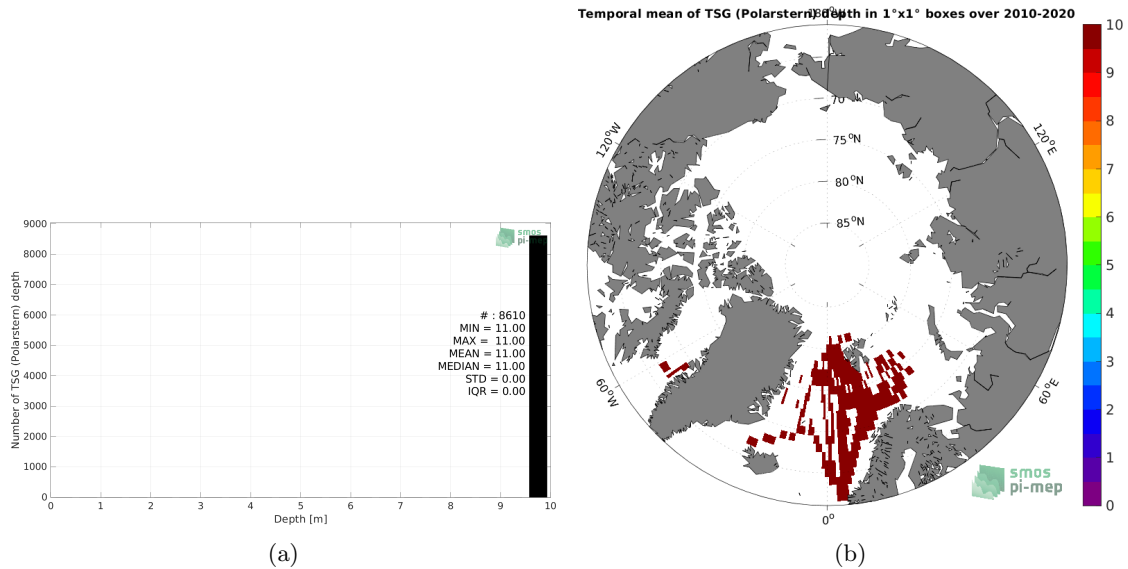 Temporal mean of TSG (Polarstern) depth in 1°x1° boxes over 2010-2020
180°
9000
8000
7000
6000
5000
4000
3000
2000
1000
0
Number of TSG (Polarstern) depth
smos
pi-mep
# : 8610
MIN = 11.00
MAX = 11.00
MEAN = 11.00
MEDIAN = 11.00
STD = 0.00
IQR = 0.00
0 1 2 3 4 5 6 7 8 9 10
Depth [m]
(a)
120°W
60°W
0°
60°E
120°E
70
75°N
80°N
85°N
10
9
8
7
6
5
4
3
2
1
0
smos
pi-mep
(b)